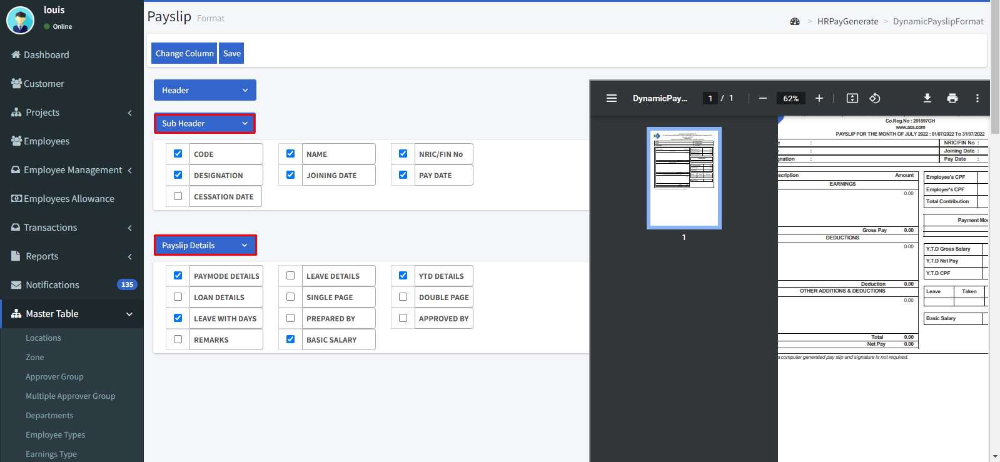 louis
Online
Dashboard
Customer
Projects
Employees
Employee Management
Employees Allowance
Transactions
Reports
Notifications 135
Master Table
Locations
Zone
Approver Group
Multiple Approver Group
Departments
Employee Types
Earnings Type
Payslip Format
> HRPayGenerate > DynamicPayslipFormat
Change Column Save
Header
Sub Header
CODE NAME NRIC/FIN No
DESIGNATION JOINING DATE PAY DATE
CESSATION DATE
Payslip Details
PAYMODE DETAILS LEAVE DETAILS YTD DETAILS
LOAN DETAILS SINGLE PAGE DOUBLE PAGE
LEAVE WITH DAYS PREPARED BY APPROVED BY
REMARKS BASIC SALARY
DynamicPay... 1 / 1 62%
1
Co.Reg.No : 201897GH
www.acs.com
PAYSLIP FOR THE MONTH OF JULY 2022 : 01/07/2022 To 31/07/2022
e : NRIC/FIN No :
: Joining Date :
gnation : Pay Date :
scription Amount
EARNINGS
0.00
Gross Pay 0.00
DEDUCTIONS
0.00
Deduction 0.00
OTHER ADDITIONS & DEDUCTIONS
0.00
Total 0.00
Net Pay 0.00
a computer generated pay slip and signature is not required.
Employee's CPF
Employer's CPF
Total Contribution
Payment Mod
Y.T.D Gross Salary
Y.T.D Net Pay
Y.T.D CPF
Leave Taken
Basic Salary